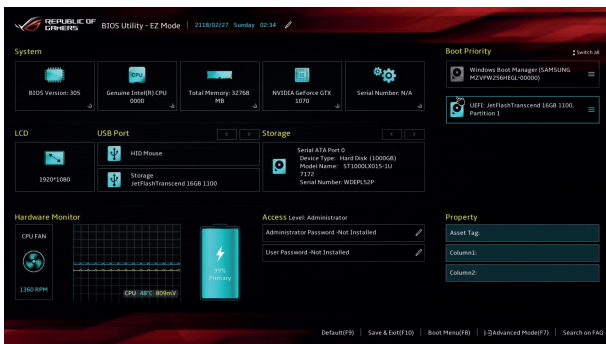 REPUBLIC OF
GAMERS
BIOS Utility - EZ Mode
2118/02/27 Sunday 02:34
System
BIOS Version: 305
CPU
Genuine Intel(R) CPU
0000
Total Memory: 32768
MB
NVIDIA GeForce GTX
1070
Serial Number: N/A
Boot Priority
Switch all
Windows Boot Manager (SAMSUNG
MZVPW256HEGL-00000)
UEFI: JetFlashTranscend 16GB 1100,
Partition 1
LCD
1920*1080
USB Port
HID Mouse
Storage
JetFlashTranscend 16GB 1100
Storage
Serial ATA Port 0
Device Type: Hard Disk (1000GB)
Model Name: ST1000LX015-1U
7172
Serial Number: WDEPLS2P
Hardware Monitor
CPU FAN
1360 RPM
CPU 48°C 809mV
99%
Primary
Access Level: Administrator
Administrator Password -Not Installed
User Password -Not Installed
Property
Asset Tag:
Column1:
Column2:
Default(F9) | Save & Exit(F10) | Boot Menu(F8) | Advanced Mode(F7) | Search on FAQ